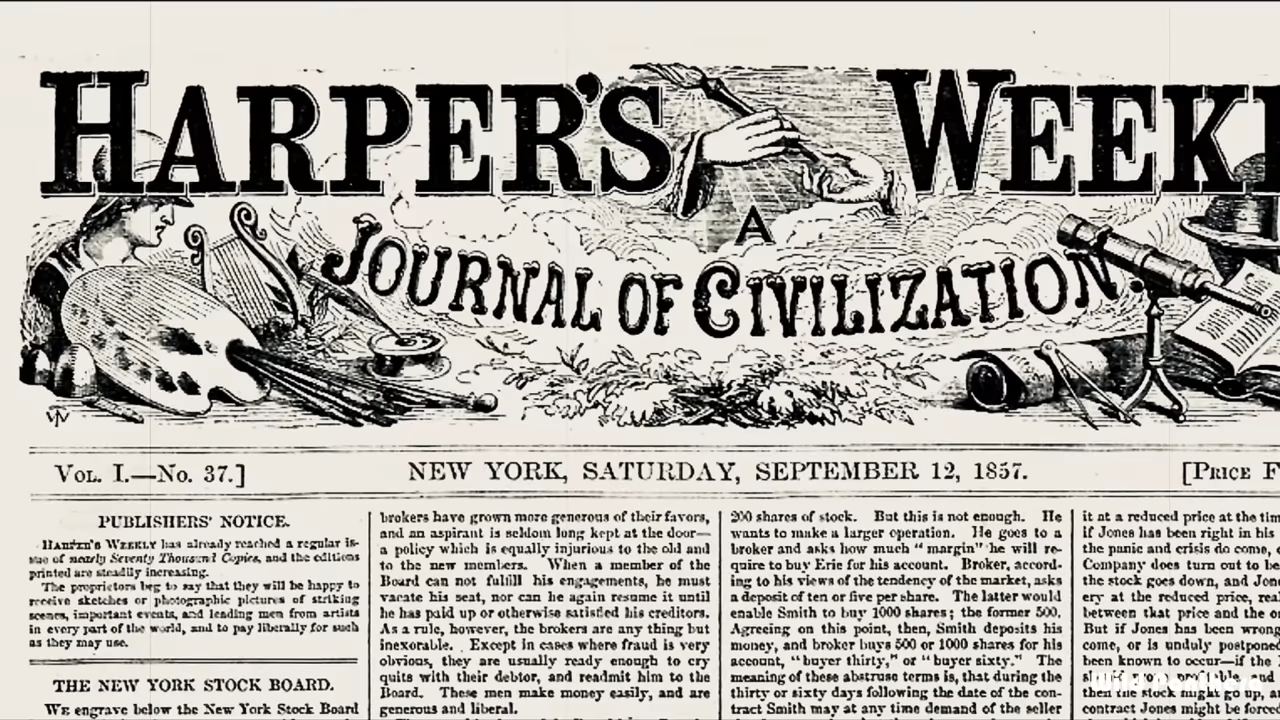 HARPER'S WEEKL
A
JOURNAL OF CIVILIZATION
VOL. I.—No. 37.]
NEW YORK, SATURDAY, SEPTEMBER 12, 1857.
[PRICE F
PUBLISHERS' NOTICE.
HARPER'S WEEKLY has already reached a regular is-
sue of nearly Seventy Thousand Copies, and the editions
printed are steadily increasing.
The proprietors beg to say that they will be happy to
receive sketches or photographic pictures of striking
scenes, important events, and leading men from artists
in every part of the world, and to pay liberally for such
as they may use.
THE NEW YORK STOCK BOARD.
WE engrave below the New York Stock Board
brokers have grown more generous of their favors,
and an aspirant is seldom long kept at the door—
a policy which is equally injurious to the old and
to the new members. When a member of the
Board can not fulfill his engagements, he must
vacate his seat, nor can he again resume it until
he has paid up or otherwise satisfied his creditors.
As a rule, however, the brokers are any thing but
inexorable. Except in cases where fraud is very
obvious, they are usually ready enough to cry
quits with their debtor, and readmit him to the
Board. These men make money easily, and are
generous and liberal.
200 shares of stock. But this is not enough. He
wants to make a larger operation. He goes to a
broker and asks how much "margin" he will re-
quire to buy Erie for his account. Broker, accord-
ing to his views of the tendency of the market, asks
a deposit of ten or five per share. The latter would
enable Smith to buy 1000 shares; the former 500.
Agreeing on this point, then, Smith deposits his
money, and broker buys 500 or 1000 shares for his
account, "buyer thirty," or "buyer sixty." The
meaning of these abstruse terms is, that during the
thirty or sixty days following the date of the con-
tract Smith may at any time demand of the seller
it at a reduced price at the tim
if Jones has been right in his
the panic and crisis do come,
Company does turn out to be
the stock goes down, and Jone
ery at the reduced price, real
between that price and the o
But if Jones has been wrong
come, or is unduly postpone
been known to occur—if the
and
then the stock might go up, and
contract Jones might be forced